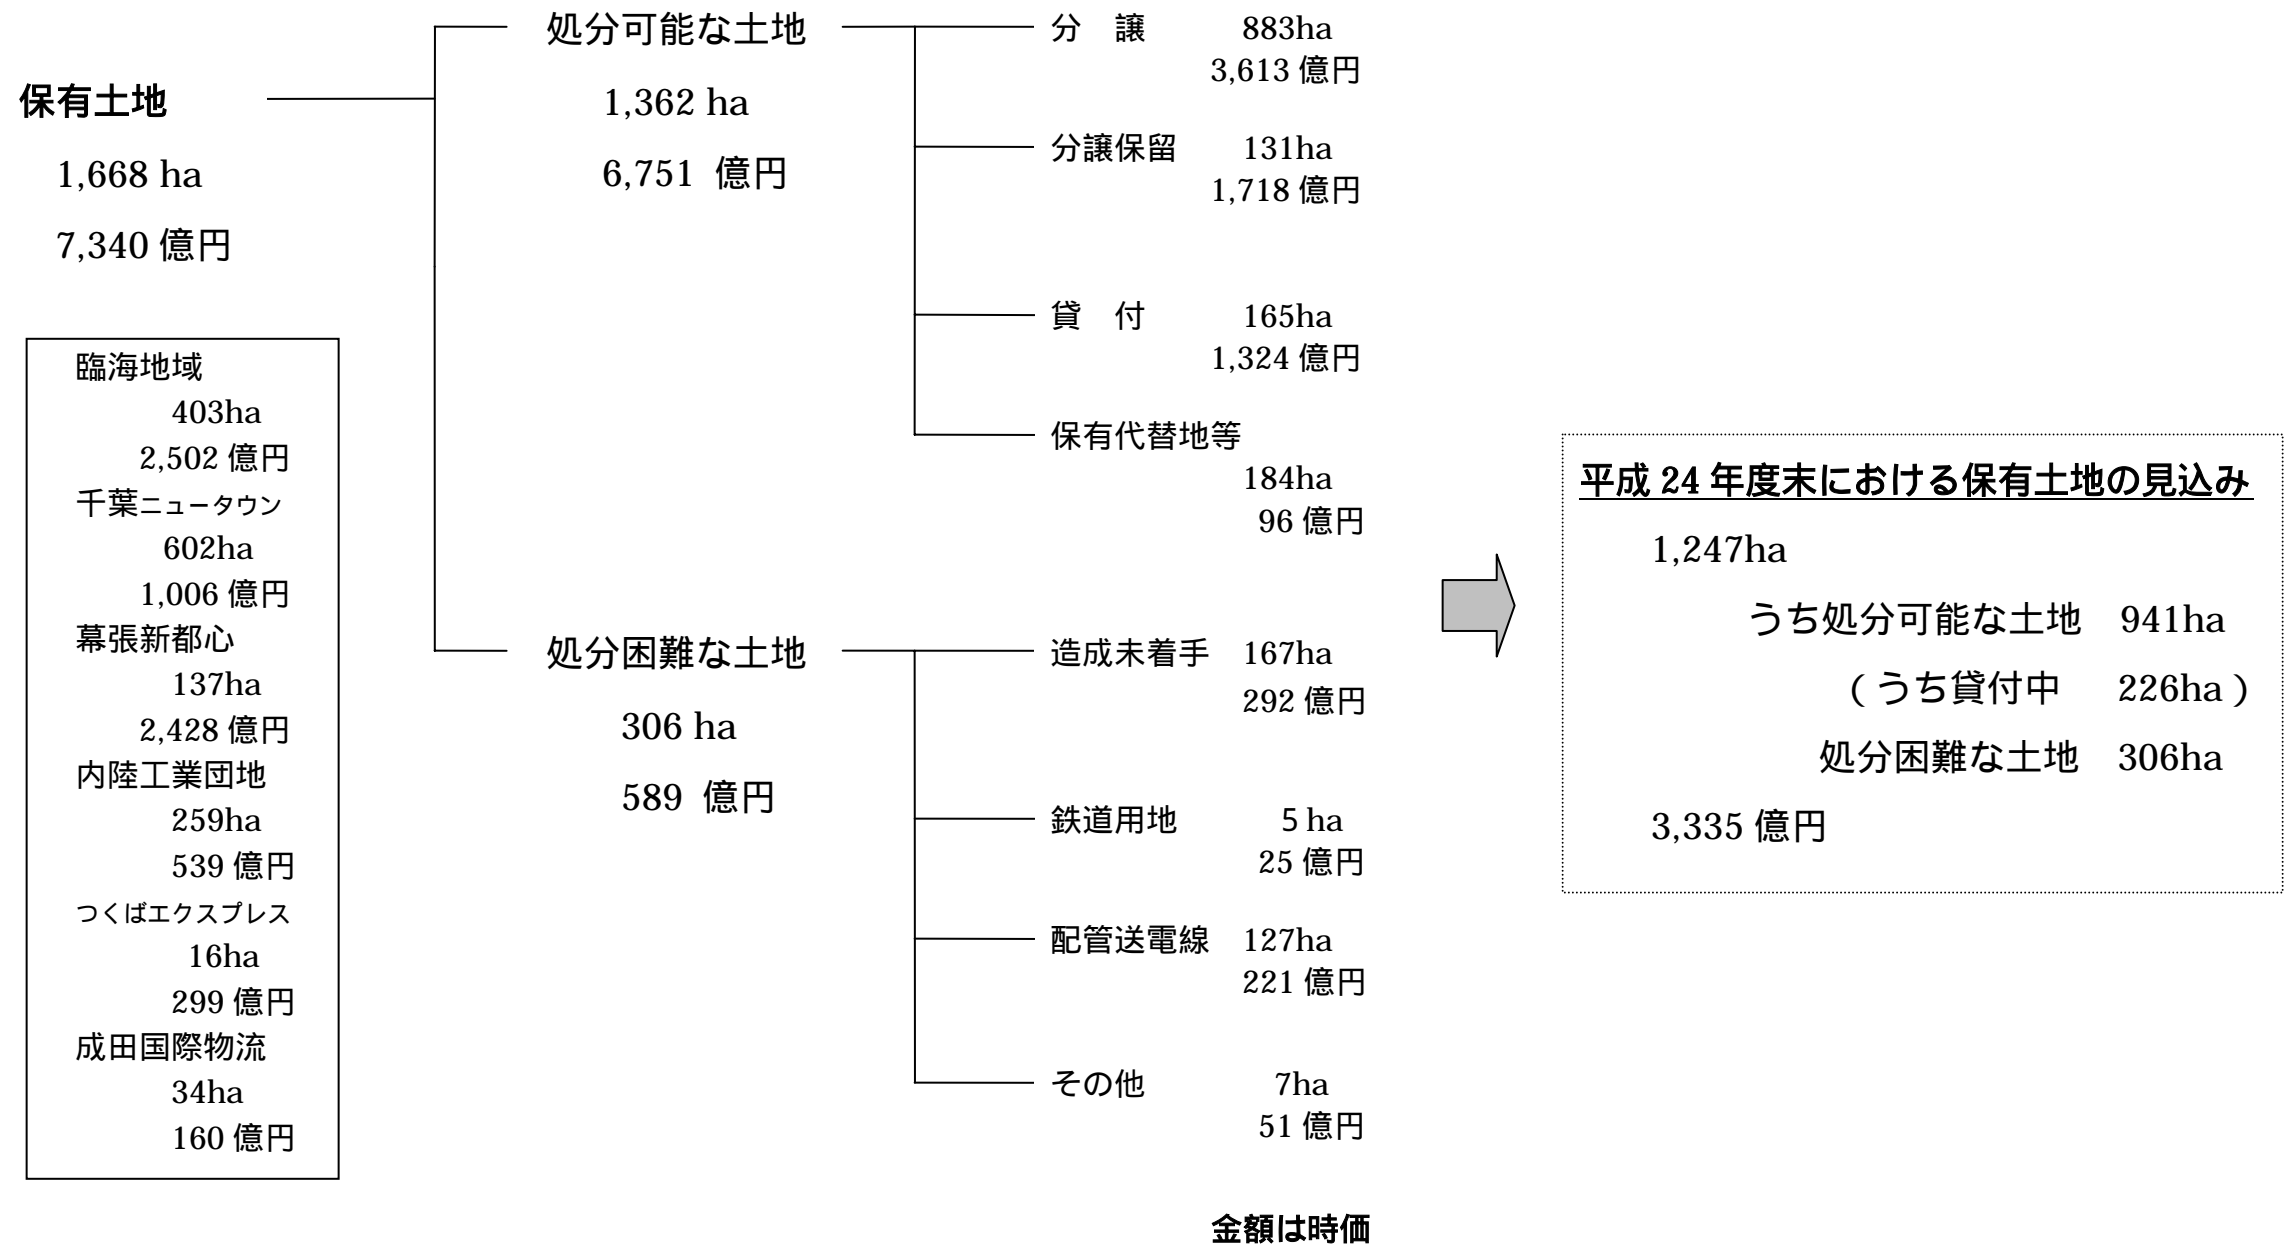 保有土地
1,668 ha
7,340 億円
臨海地域
403ha
2,502 億円
千葉ニュータウン
602ha
1,006 億円
幕張新都心
137ha
2,428 億円
内陸工業団地
259ha
539 億円
つくばエクスプレス
16ha
299 億円
成田国際物流
34ha
160 億円
処分可能な土地
1,362 ha
6,751 億円
分　譲 883ha
3,613 億円
分譲保留 131ha
1,718 億円
貸　付 165ha
1,324 億円
保有代替地等
184ha
96 億円
処分困難な土地
306 ha
589 億円
造成未着手 167ha
292 億円
鉄道用地 5 ha
25 億円
配管送電線 127ha
221 億円
その他 7ha
51 億円
平成 24 年度末における保有土地の見込み
1,247ha
うち処分可能な土地 941ha
（うち貸付中 226ha）
処分困難な土地 306ha
3,335 億円
金額は時価